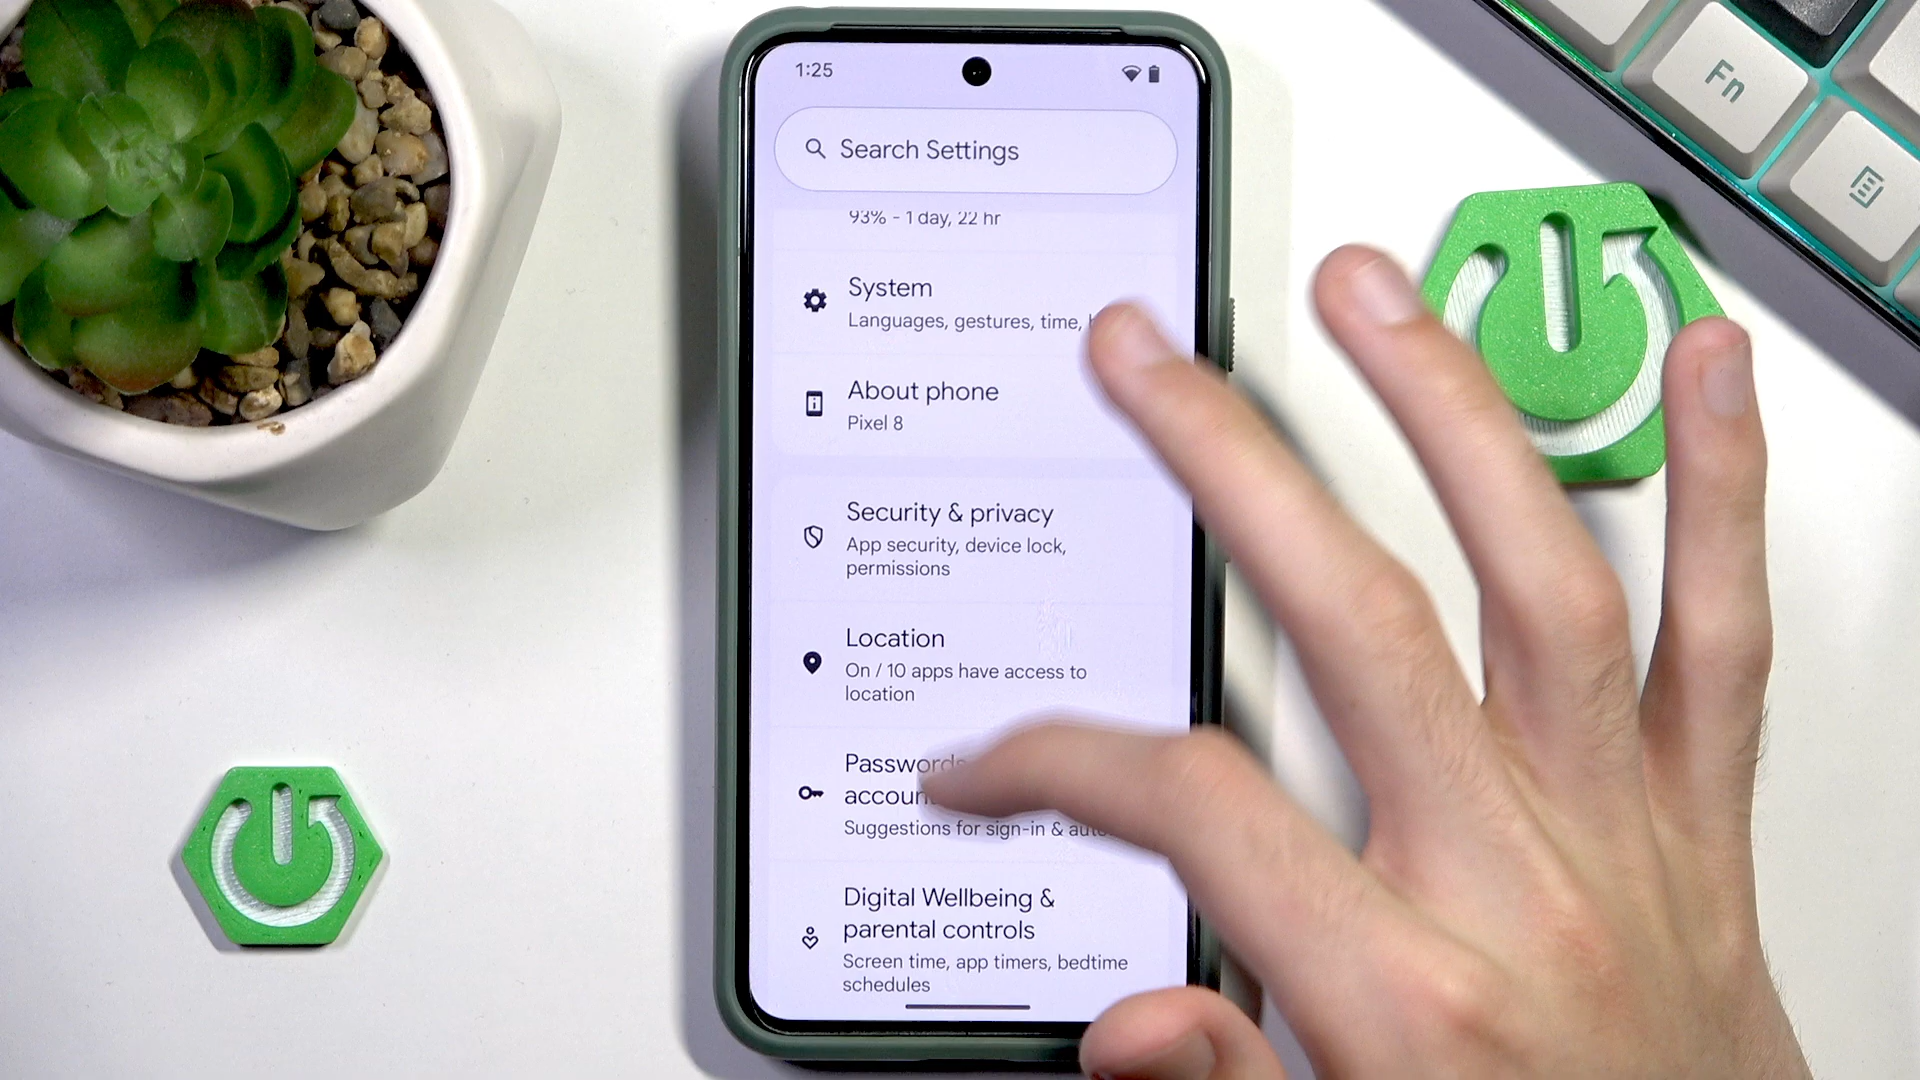 1:25
Search Settings
93% - 1 day, 22 hr
System
Languages, gestures, time,
About phone
Pixel 8
Security & privacy
App security, device lock,
permissions
Location
On / 10 apps have access to
location
Passwords
Suggestions for sign-in &
Digital Wellbeing &
parental controls
Screen time, app timers, bedtime
schedules
Fn